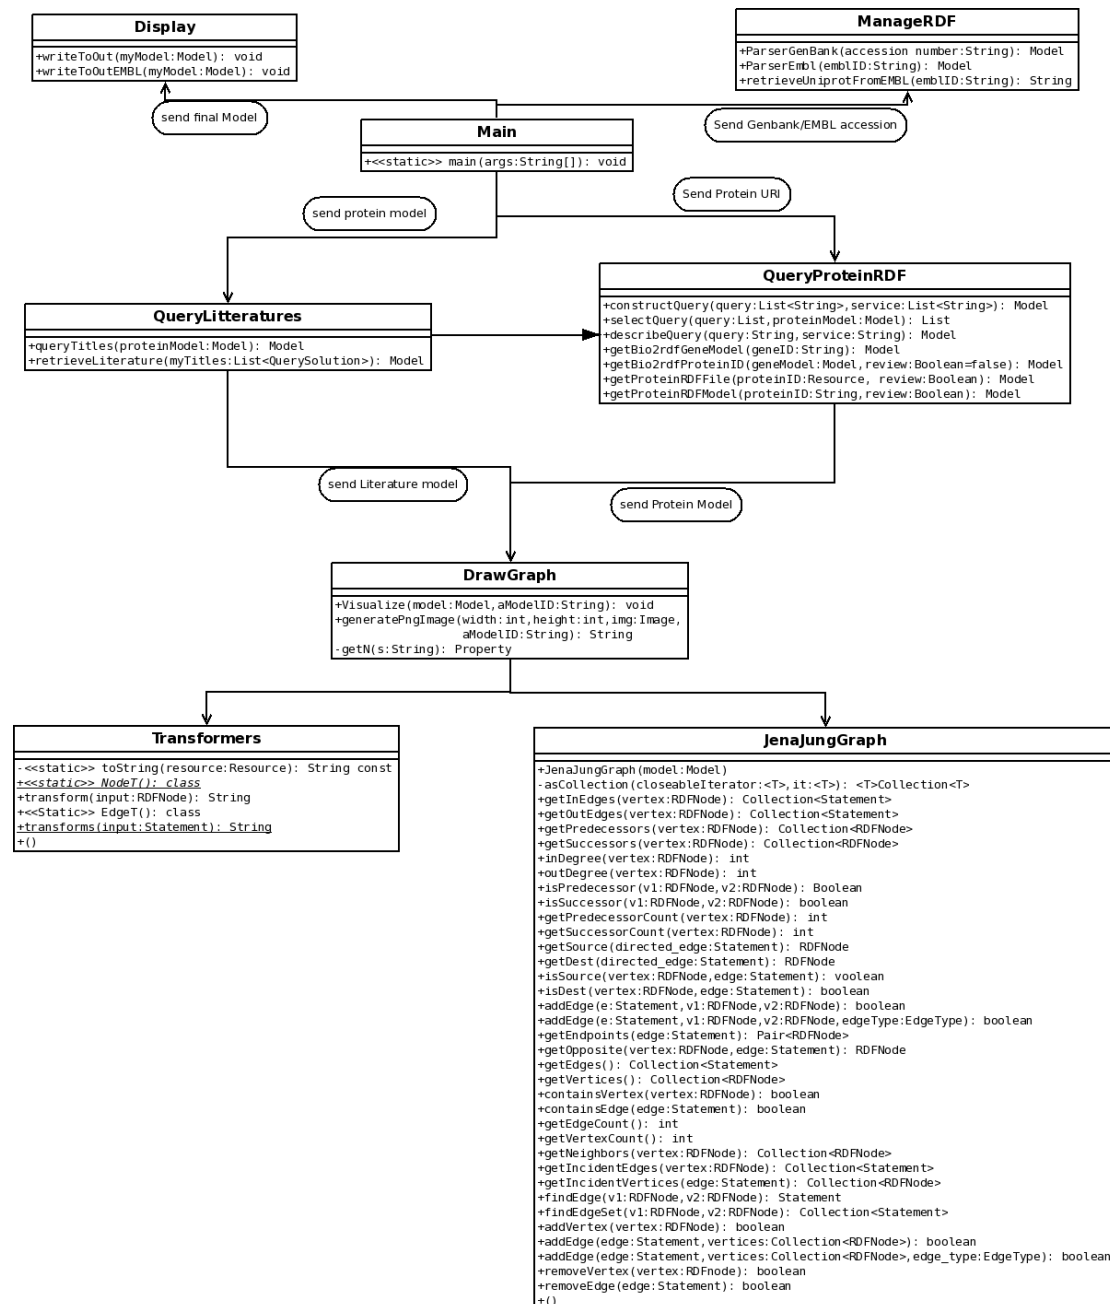 Display
+writeToOut(myModel:Model): void
+writeToOutEMBL(myModel:Model): void
ManageRDF
+ParserGenBank(accession number:String): Model
+ParserEmbl(emblID:String): Model
+retrieveUniprotFromEMBL(emblID:String): String
send final Model
Send Genbank/EMBL accession
Main
+<<static>> main(args:String[]): void
send protein model
Send Protein URI
QueryLitteratures
+queryTitles(proteinModel:Model): Model
+retrieveLiterature(myTitles:List<QuerySolution>): Model
QueryProteinRDF
+constructQuery(query:List<String>,service:List<String>): Model
+selectQuery(query:List,proteinModel:Model): List
+describeQuery(query:String,service:String): Model
+getBio2rdfGeneModel(geneID:String): Model
+getBio2rdfProteinID(geneModel:Model,review:Boolean=false): Model
+getProteinRDFFile(proteinID:Resource, review:Boolean): Model
+getProteinRDFModel(proteinID:String,review:Boolean): Model
send Literature model
send Protein Model
DrawGraph
+Visualize(model:Model,aModelID:String): void
+generatePngImage(width:int,height:int,img:Image,
aModelID:String): String
-getN(s:String): Property
Transformers
-<<static>> toString(resource:Resource): String const
+<<static>> NodeT(): class
+transform(input:RDFNode): String
+<<Static>> EdgeT(): class
+transforms(input:Statement): String
+()
JenaJungGraph
+JenaJungGraph(model:Model)
-asCollection(closeableIterator:<T>,it:<T>): <T>Collection<T>
+getInEdges(vertex:RDFNode): Collection<Statement>
+getOutEdges(vertex:RDFNode): Collection<Statement>
+getPredecessors(vertex:RDFNode): Collection<RDFNode>
+getSuccessors(vertex:RDFNode): Collection<RDFNode>
+inDegree(vertex:RDFNode): int
+outDegree(vertex:RDFNode): int
+isPredecessor(v1:RDFNode,v2:RDFNode): Boolean
+isSuccessor(v1:RDFNode,v2:RDFNode): boolean
+getPredecessorCount(vertex:RDFNode): int
+getSuccessorCount(vertex:RDFNode): int
+getSource(directed_edge:Statement): RDFNode
+getDest(directed_edge:Statement): RDFNode
+isSource(vertex:RDFNode,edge:Statement): voolean
+isDest(vertex:RDFNode,edge:Statement): boolean
+addEdge(e:Statement,v1:RDFNode,v2:RDFNode): boolean
+addEdge(e:Statement,v1:RDFNode,v2:RDFNode,edgeType:EdgeType): boolean
+getEndpoints(edge:Statement): Pair<RDFNode>
+getOpposite(vertex:RDFNode,edge:Statement): RDFNode
+getEdges(): Collection<Statement>
+getVertices(): Collection<RDFNode>
+containsVertex(vertex:RDFNode): boolean
+containsEdge(edge:Statement): boolean
+getEdgeCount(): int
+getVertexCount(): int
+getNeighbors(vertex:RDFNode): Collection<RDFNode>
+getIncidentEdges(vertex:RDFNode): Collection<Statement>
+getIncidentVertices(edge:Statement): Collection<RDFNode>
+findEdge(v1:RDFNode,v2:RDFNode): Statement
+findEdgeSet(v1:RDFNode,v2:RDFNode): Collection<Statement>
+addVertex(vertex:RDFNode): boolean
+addEdge(edge:Statement,vertices:Collection<RDFNode>): boolean
+addEdge(edge:Statement,vertices:Collection<RDFNode>,edge_type:EdgeType): boolean
+removeVertex(vertex:RDFnode): boolean
+removeEdge(edge:Statement): boolean
+()